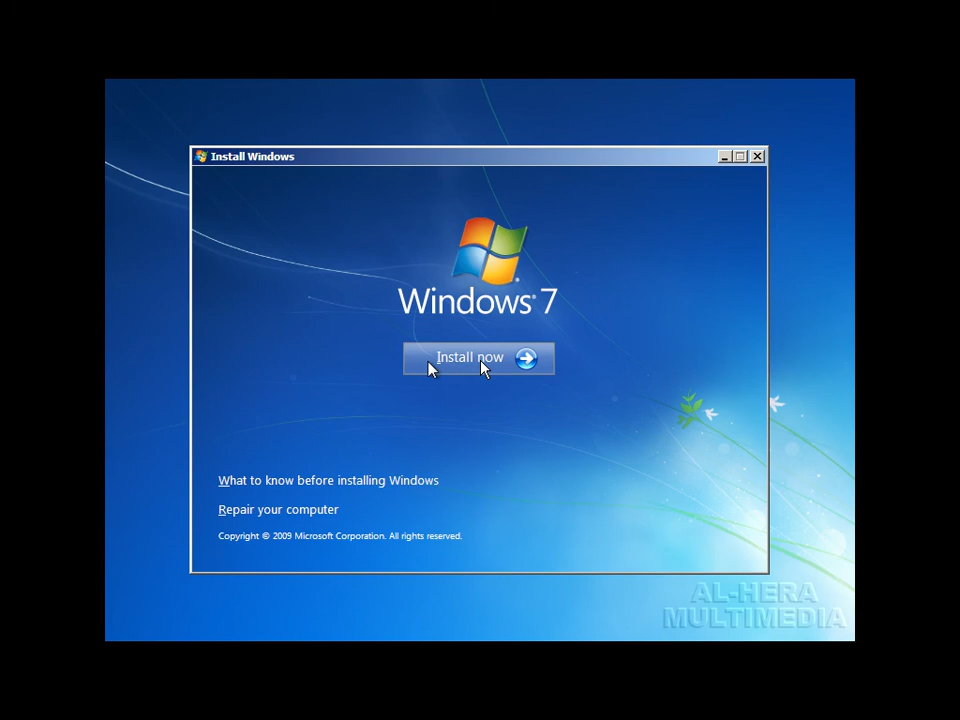 Install Windows
Windows® 7
Install now
What to know before installing Windows
Repair your computer
Copyright © 2009 Microsoft Corporation. All rights reserved.
AL-HERA
MULTIMEDIA